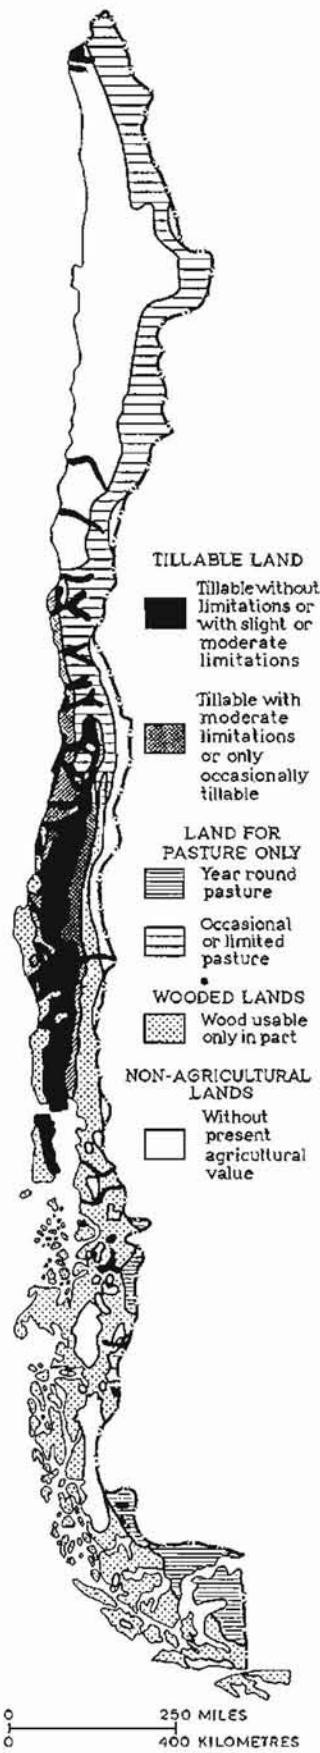 TILLABLE LAND
Tillable without
limitations or
with slight or
moderate
limitations
Tillable with
moderate
limitations
or only
occasionally
tillable
LAND FOR
PASTURE ONLY
Year round
pasture
Occasional
or limited
pasture
WOODED LANDS
Wood usable
only in part
NON-AGRICULTURAL
LANDS
Without
present
agricultural
value
0 250 MILES
0 400 KILOMETRES